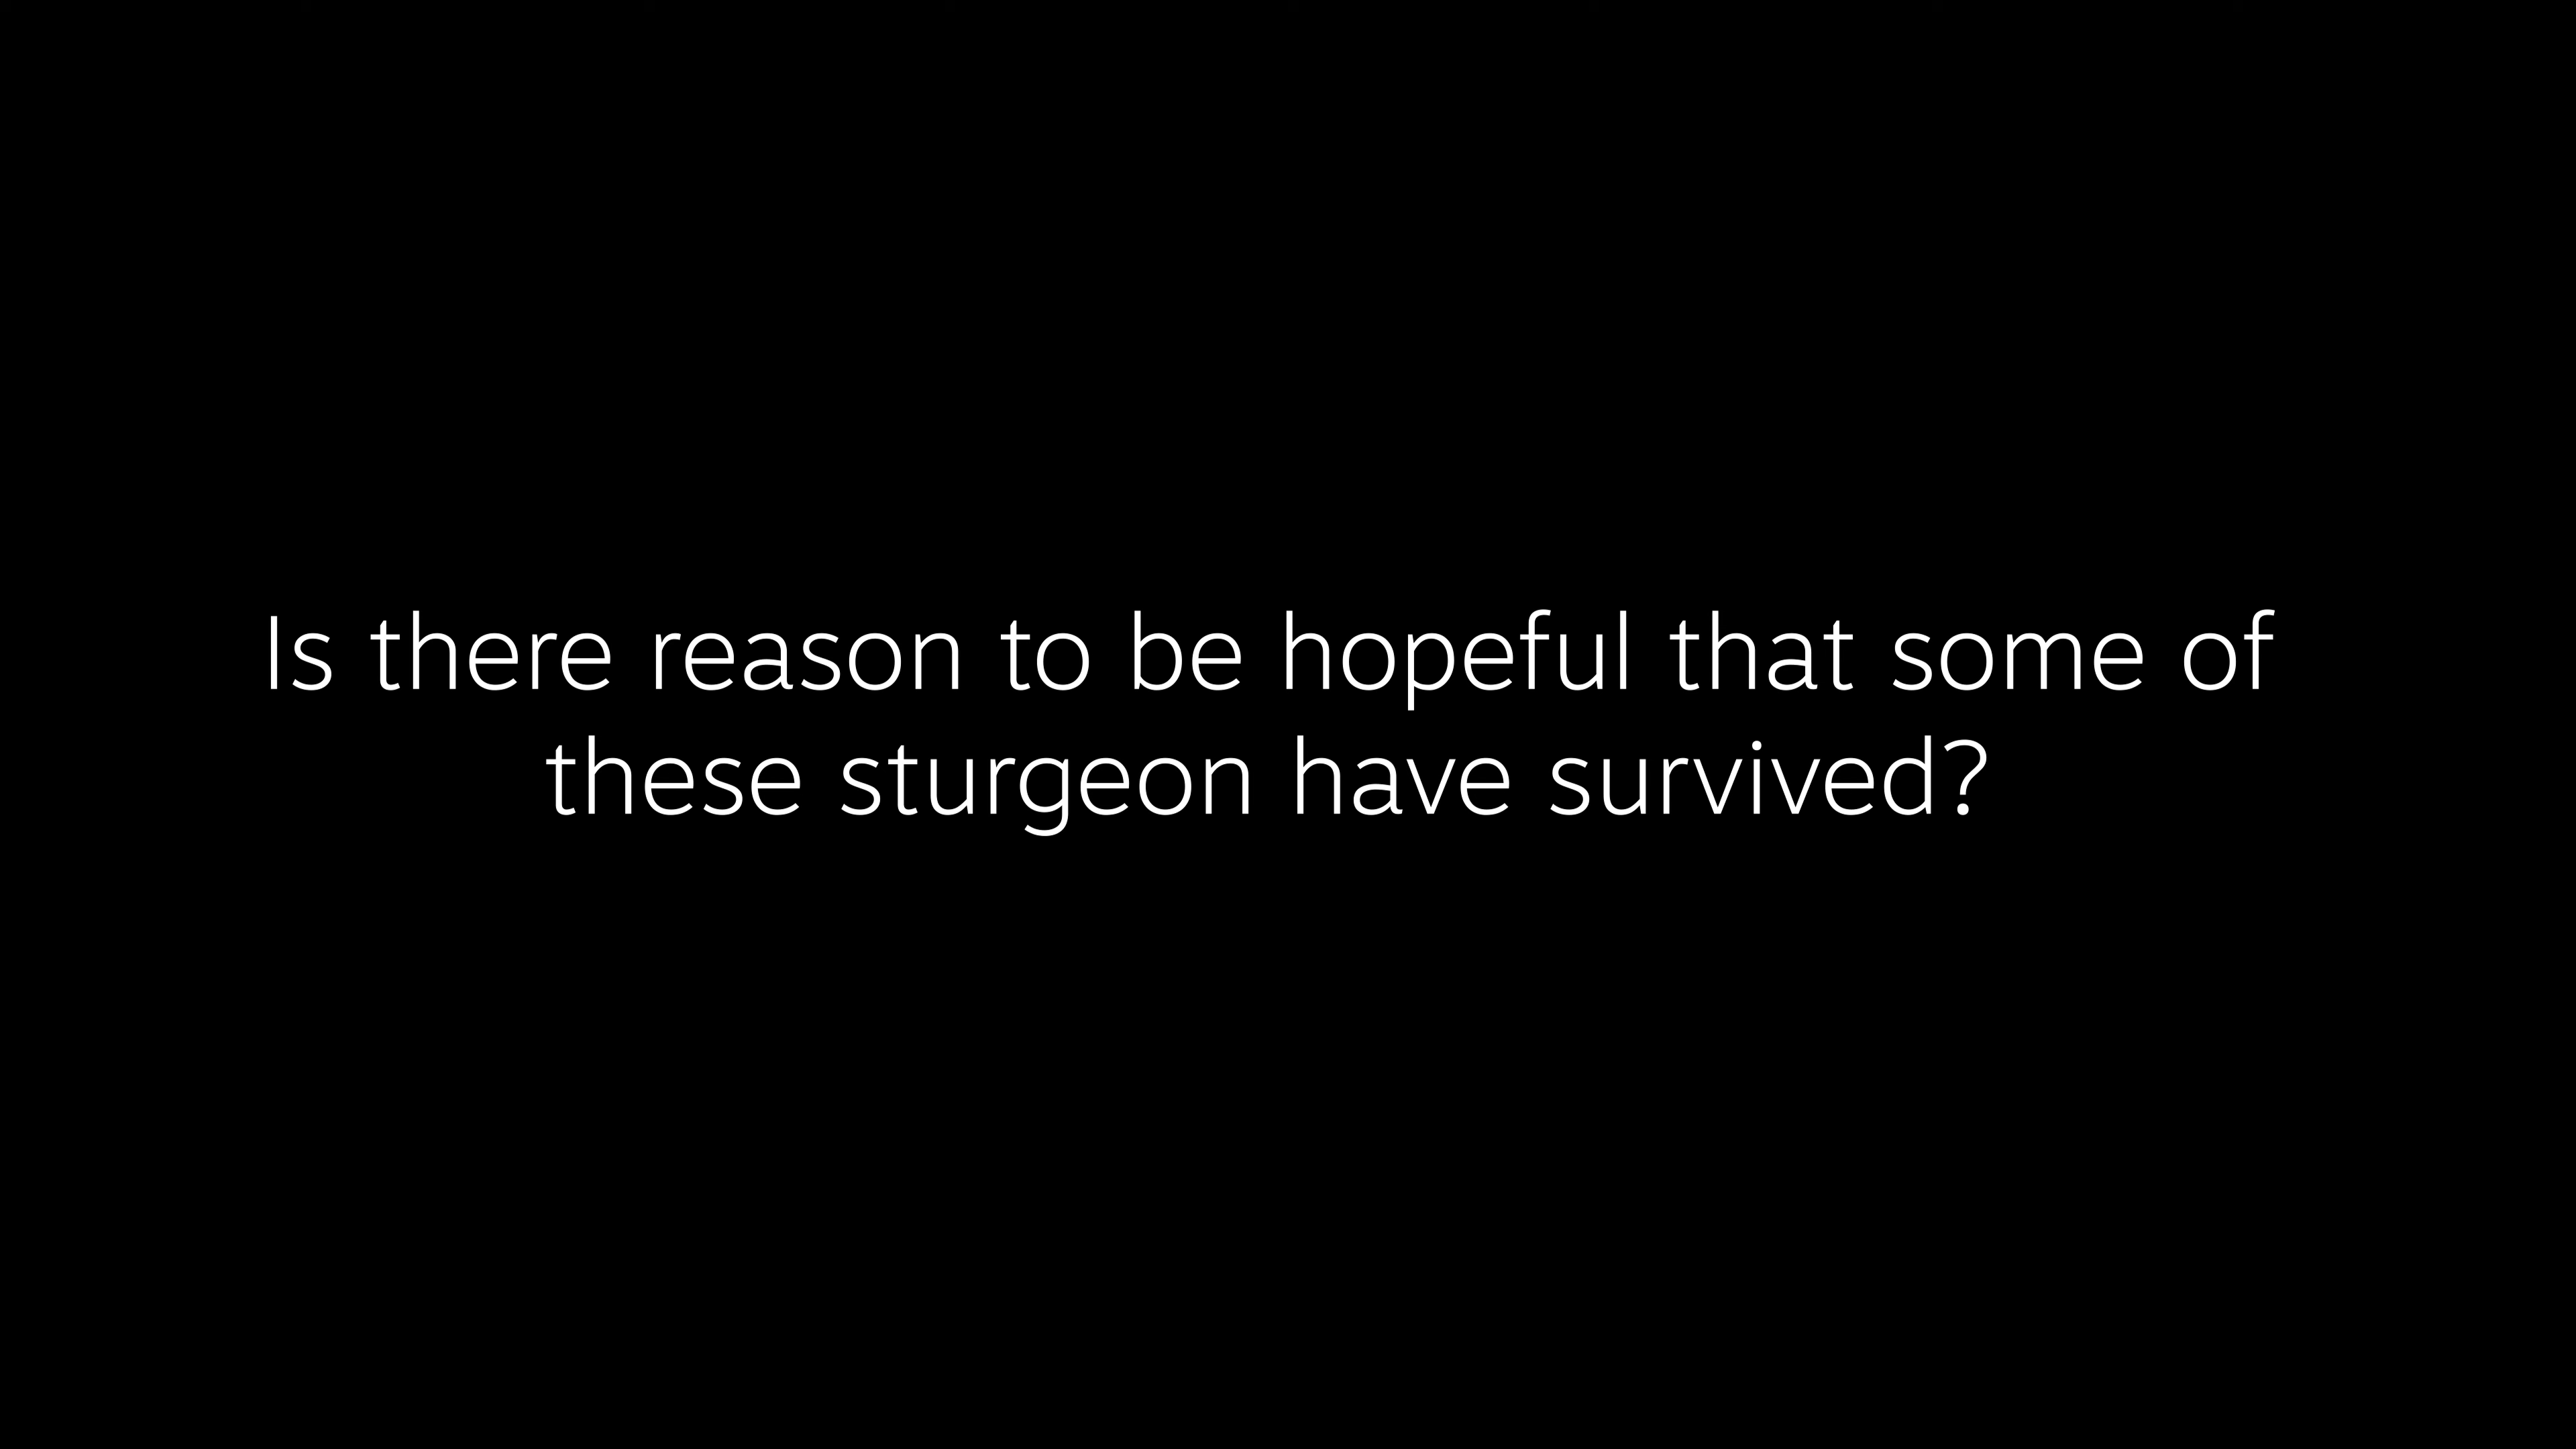 Is there reason to be hopeful that some of
these sturgeon have survived?